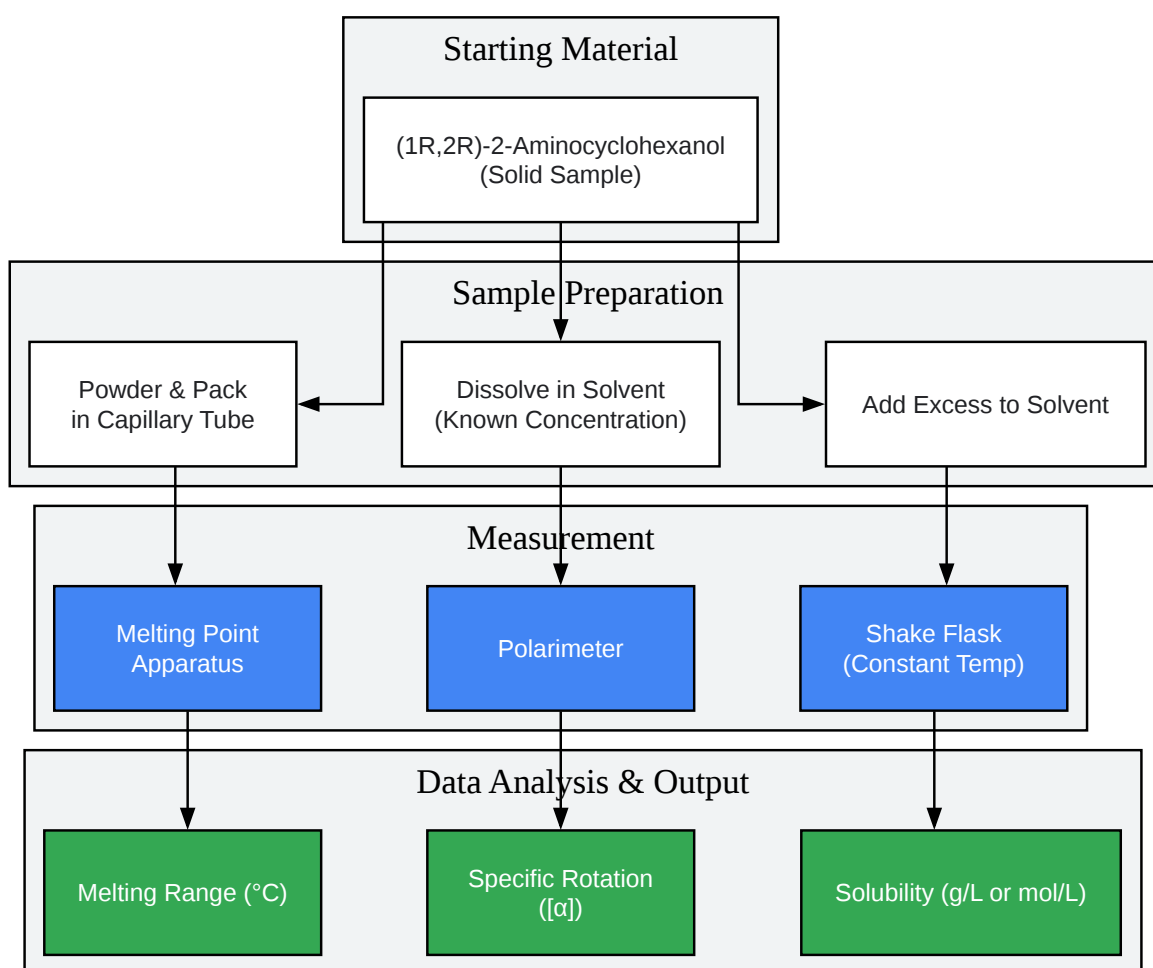 Starting Material
(1R,2R)-2-Aminocyclohexanol
(Solid Sample)
Sample Preparation
Powder & Pack
in Capillary Tube
Dissolve in Solvent
(Known Concentration)
Add Excess to Solvent
Measurement
Melting Point
Apparatus
Polarimeter
Shake Flask
(Constant Temp)
Data Analysis & Output
Melting Range (°C)
Specific Rotation
([α])
Solubility (g/L or mol/L)